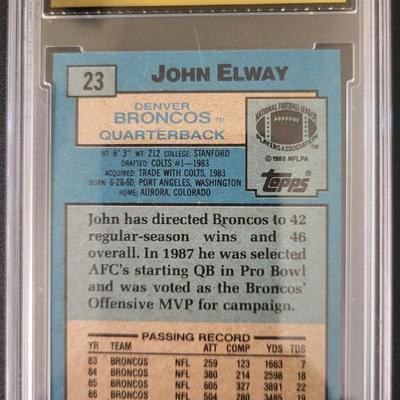 23 JOHN ELWAY
DENVER
BRONCOS TM
QUARTERBACK
HT: 6' 3" WT: 212 COLLEGE: STANFORD
DRAFTED: COLTS #1—1983
ACQUIRED: TRADE WITH COLTS, 1983
BORN: 6-28-60, PORT ANGELES, WASHINGTON
HOME: AURORA, COLORADO
NATIONAL FOOTBALL LEAGUE
PLAYERS ASSOCIATION TM
© 1988 NFLPA
topps®
John has directed Broncos to 42
regular-season wins and 46
overall. In 1987 he was selected
AFC's starting QB in Pro Bowl
and was voted as the Broncos'
Offensive MVP for campaign.
PASSING RECORD
YR TEAM ATT COMP YDS TDS
83 BRONCOS NFL 259 123 1663 7
84 BRONCOS NFL 380 214 2598 18
85 BRONCOS NFL 605 327 3891 22
86 BRONCOS NFL 504 280 3485 19